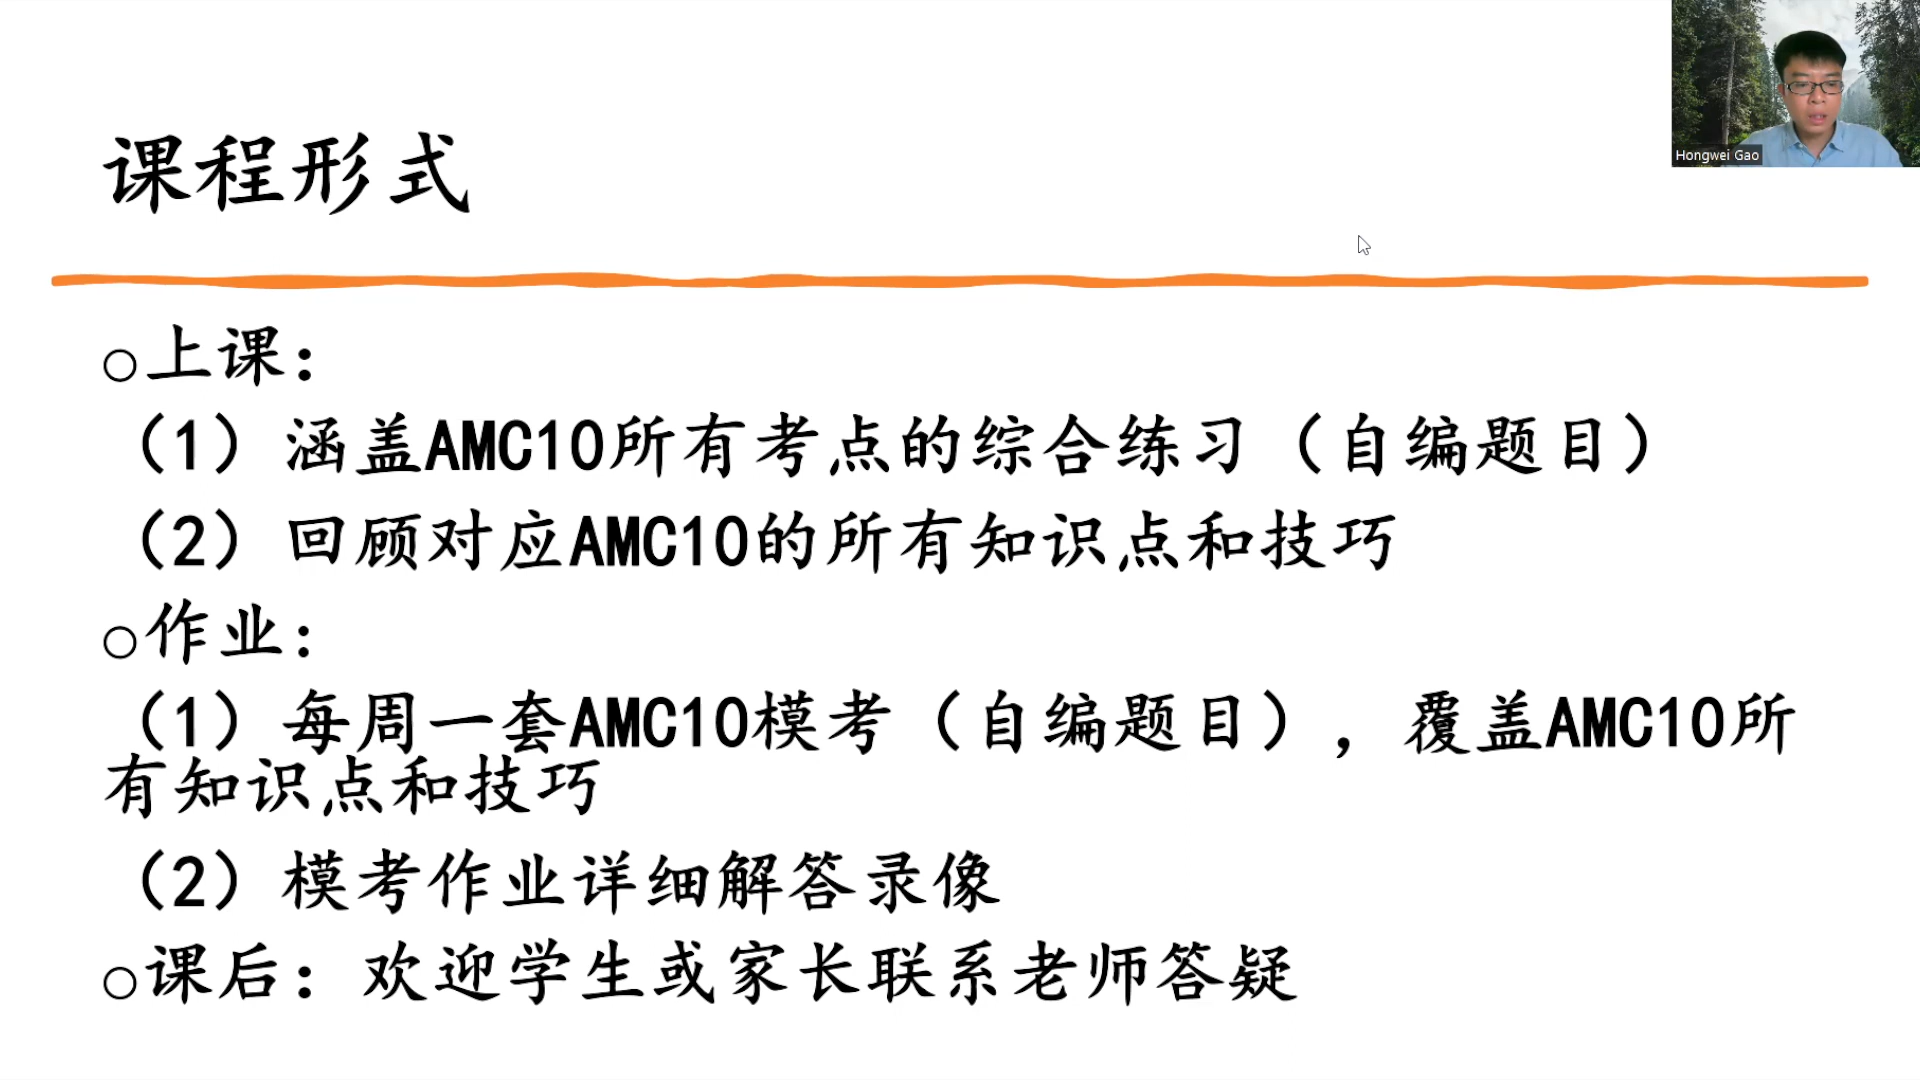 Hongwei Gao
课程形式
上课：
（1）涵盖AMC10所有考点的综合练习（自编题目）
（2）回顾对应AMC10的所有知识点和技巧
作业：
（1）每周一套AMC10模考（自编题目），覆盖AMC10所
有知识点和技巧
（2）模考作业详细解答录像
课后：欢迎学生或家长联系老师答疑